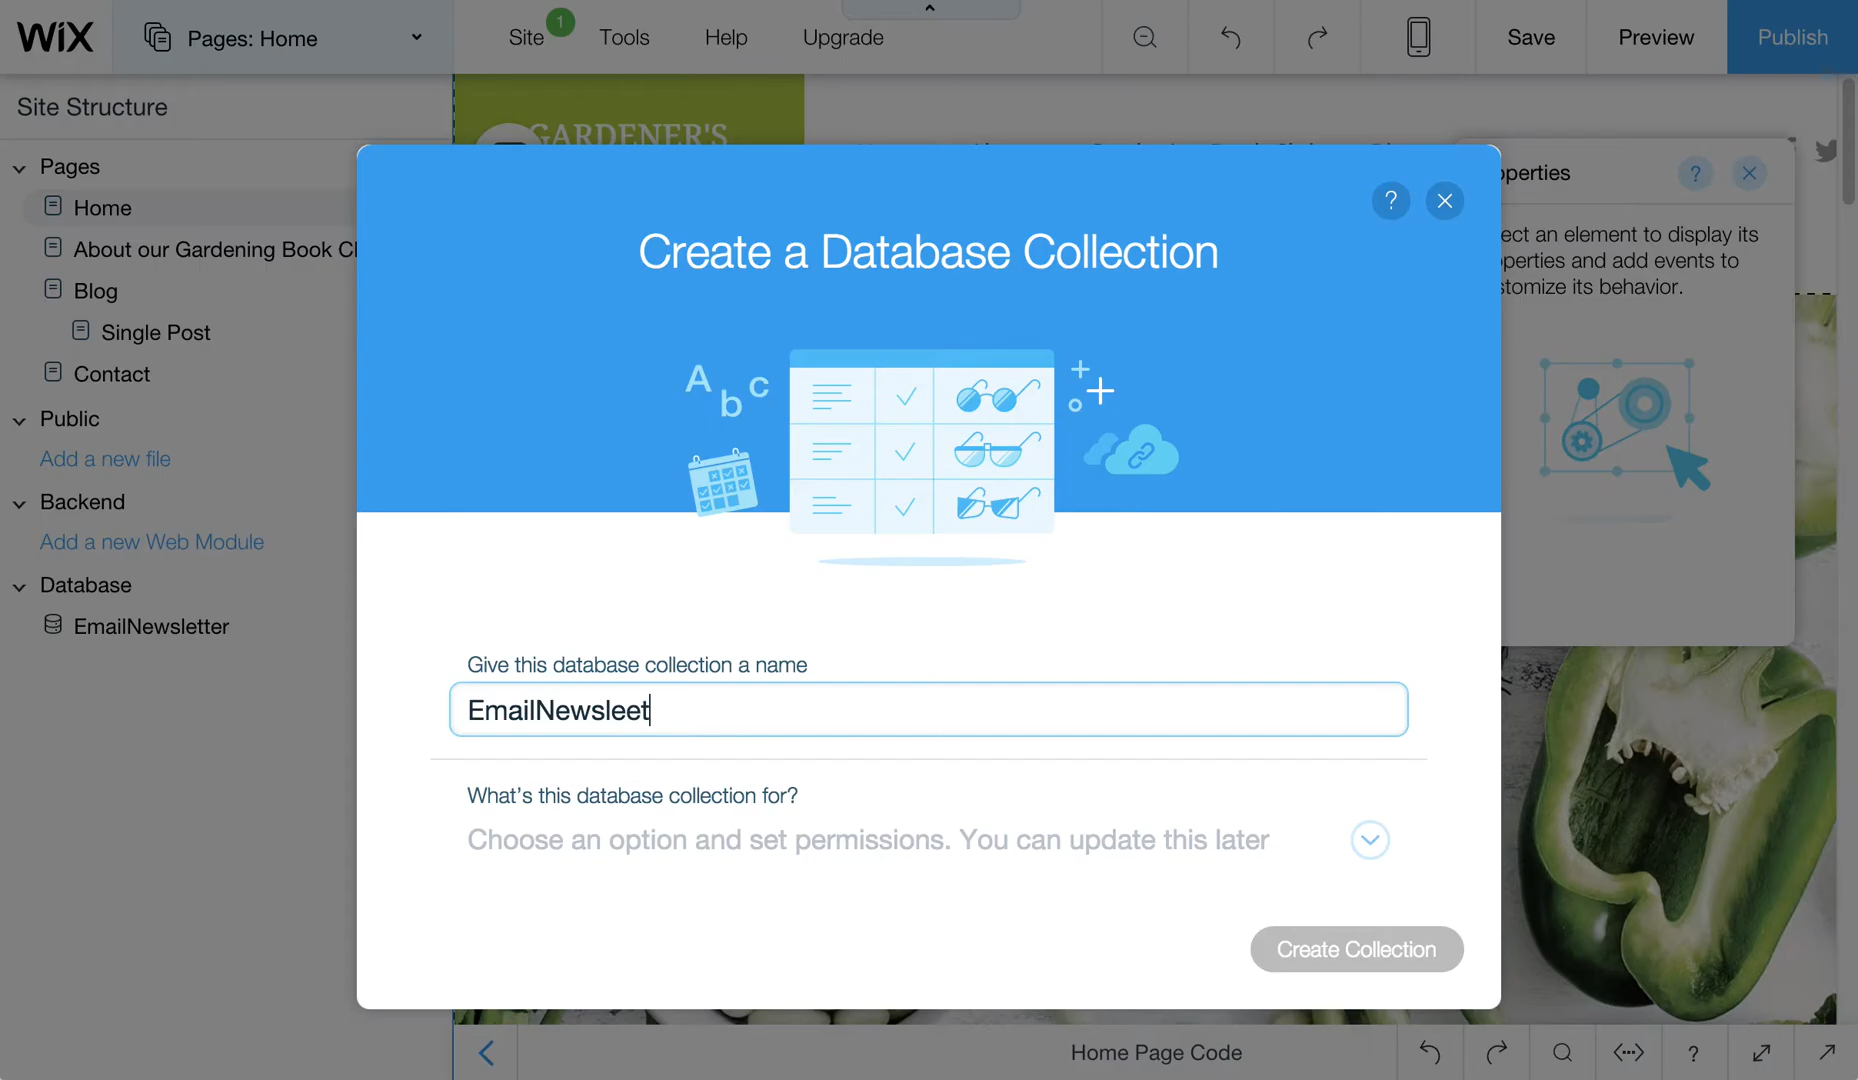 WiX
Pages: Home
Site
1
Tools
Help
Upgrade
Save
Preview
Publish
Site Structure
Pages
Home
About our Gardening Book Cl
Blog
Single Post
Contact
Public
Add a new file
Backend
Add a new Web Module
Database
EmailNewsletter
GARDENER'S
operties
?
ect an element to display its
operties and add events to
stomize its behavior.
?
Create a Database Collection
A b c
Give this database collection a name
EmailNewsleet
What's this database collection for?
Choose an option and set permissions. You can update this later
Create Collection
Home Page Code
?